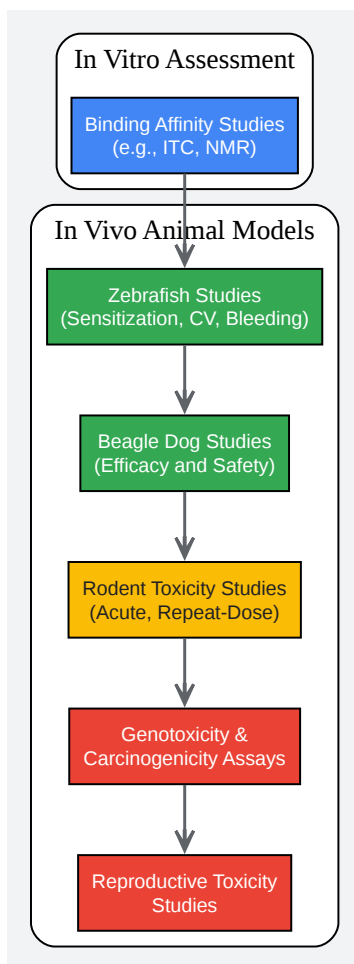 In Vitro Assessment
Binding Affinity Studies
(e.g., ITC, NMR)
In Vivo Animal Models
Zebrafish Studies
(Sensitization, CV, Bleeding)
Beagle Dog Studies
(Efficacy and Safety)
Rodent Toxicity Studies
(Acute, Repeat-Dose)
Genotoxicity &
Carcinogenicity Assays
Reproductive Toxicity
Studies